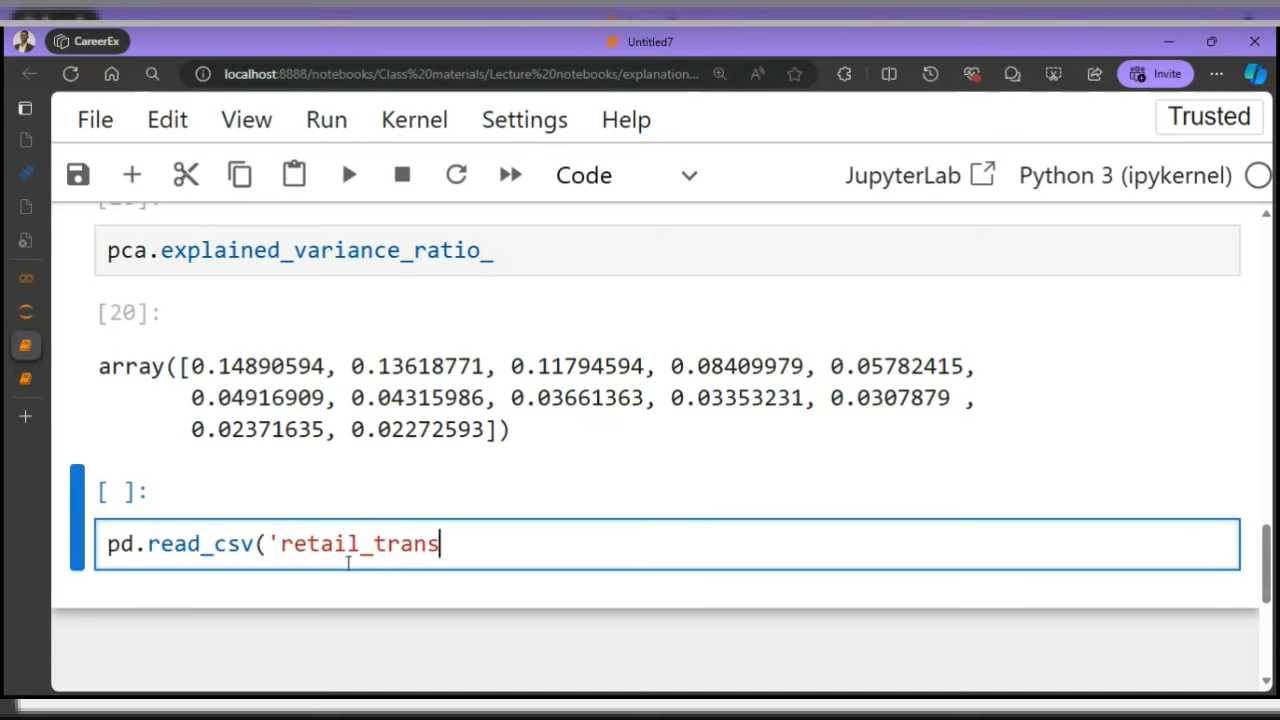 CareerEx
Untitled7
localhost:8888/notebooks/Class%20materials/Lecture%20notebooks/explanation...
Invite
File Edit View Run Kernel Settings Help
Trusted
Code
JupyterLab
Python 3 (ipykernel)
pca.explained_variance_ratio_
[20]:
array([0.14890594, 0.13618771, 0.11794594, 0.08409979, 0.05782415,
0.04916909, 0.04315986, 0.03661363, 0.03353231, 0.0307879 ,
0.02371635, 0.02272593])
[ ]:
pd.read_csv('retail_trans